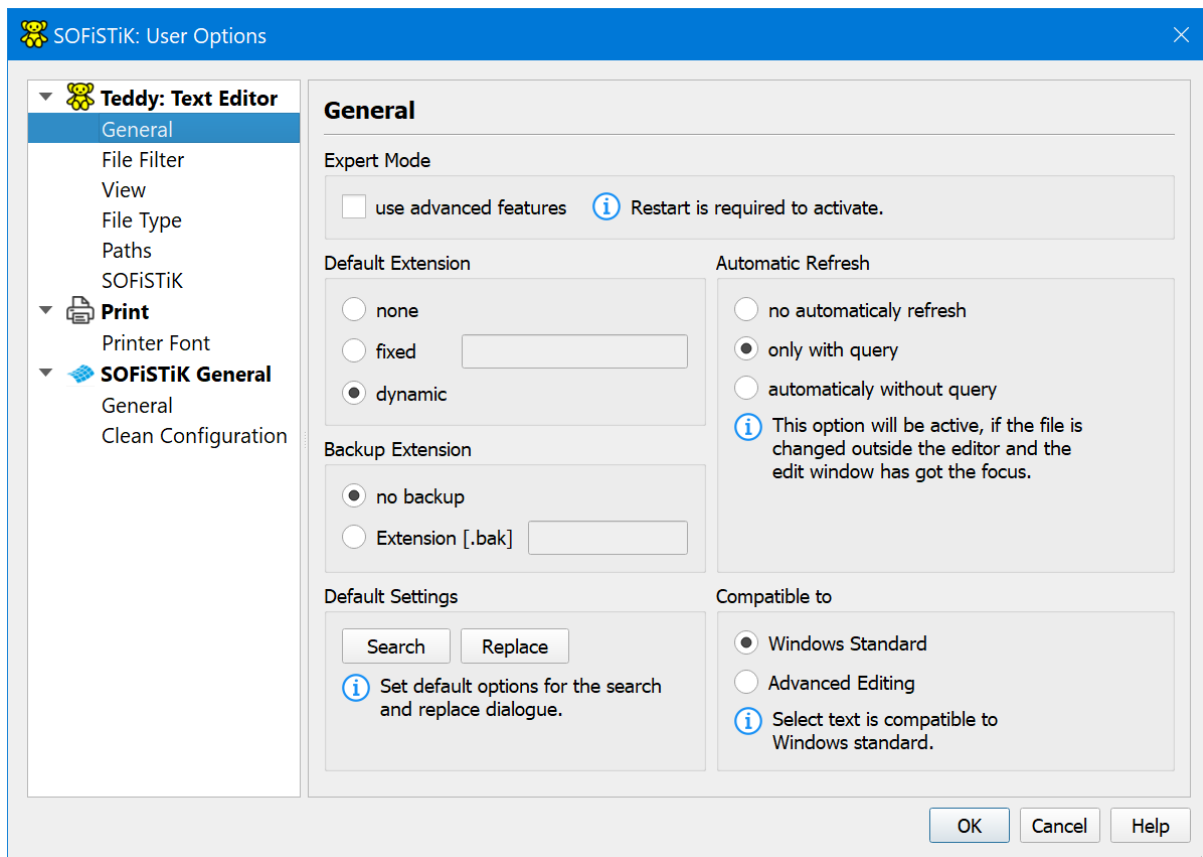 SOFiSTiK: User Options
Teddy: Text Editor
General
File Filter
View
File Type
Paths
SOFiSTiK
Print
Printer Font
SOFiSTiK General
General
Clean Configuration
General
Expert Mode
use advanced features
Restart is required to activate.
Default Extension
none
fixed
dynamic
Backup Extension
no backup
Extension [.bak]
Default Settings
Search
Replace
Set default options for the search
and replace dialogue.
Automatic Refresh
no automaticaly refresh
only with query
automaticaly without query
This option will be active, if the file is
changed outside the editor and the
edit window has got the focus.
Compatible to
Windows Standard
Advanced Editing
Select text is compatible to
Windows standard.
OK
Cancel
Help